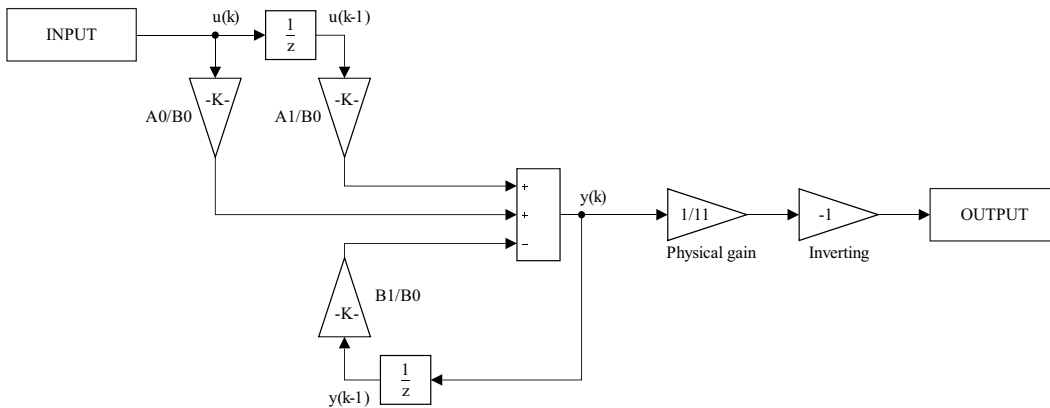 u(k)
u(k-1)
INPUT
1
z
-K-
-K-
A0/B0
A1/B0
+
+
−
y(k)
1/11
-1
OUTPUT
Physical gain
Inverting
B1/B0
-K-
1
z
y(k-1)